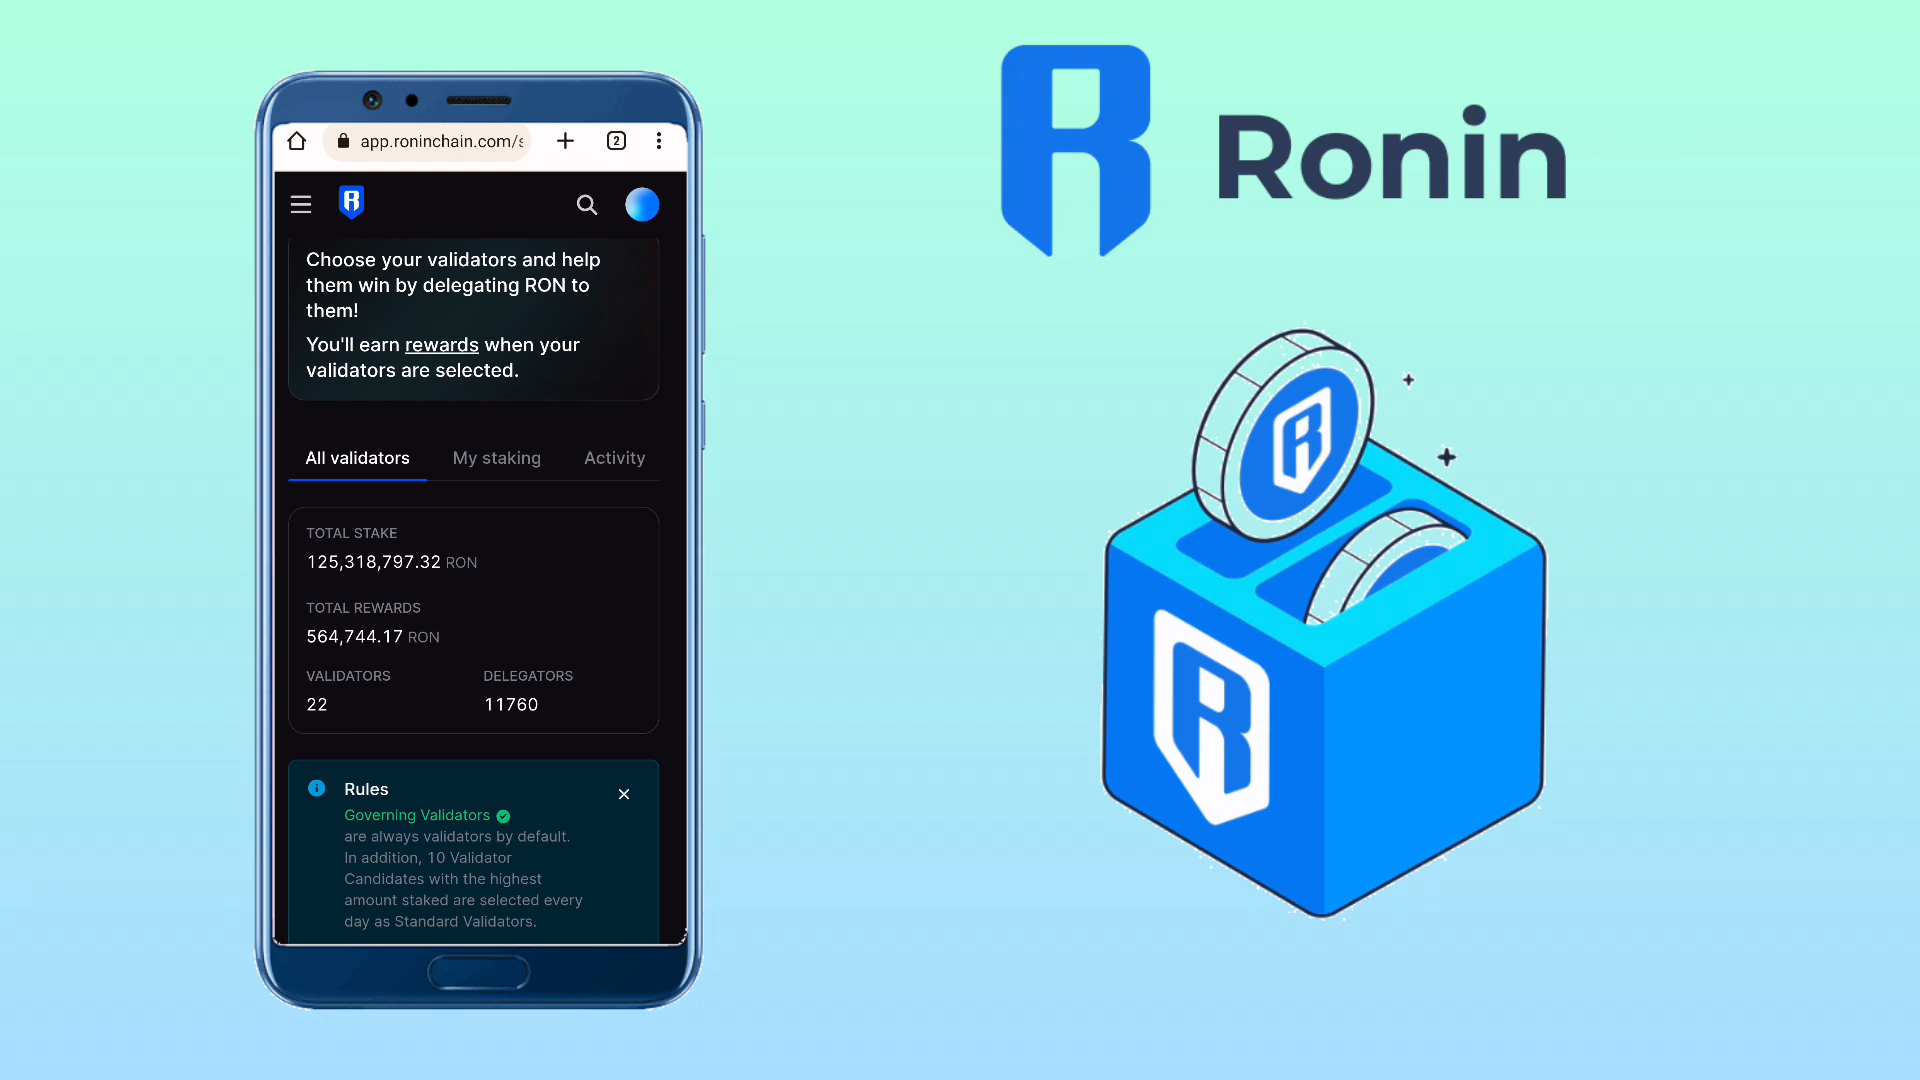 app.roninchain.com/s
2
Choose your validators and help
them win by delegating RON to
them!
You'll earn rewards when your
validators are selected.
All validators
My staking
Activity
TOTAL STAKE
125,318,797.32 RON
TOTAL REWARDS
564,744.17 RON
VALIDATORS
DELEGATORS
22
11760
Rules
Governing Validators
are always validators by default.
In addition, 10 Validator
Candidates with the highest
amount staked are selected every
day as Standard Validators.
Ronin